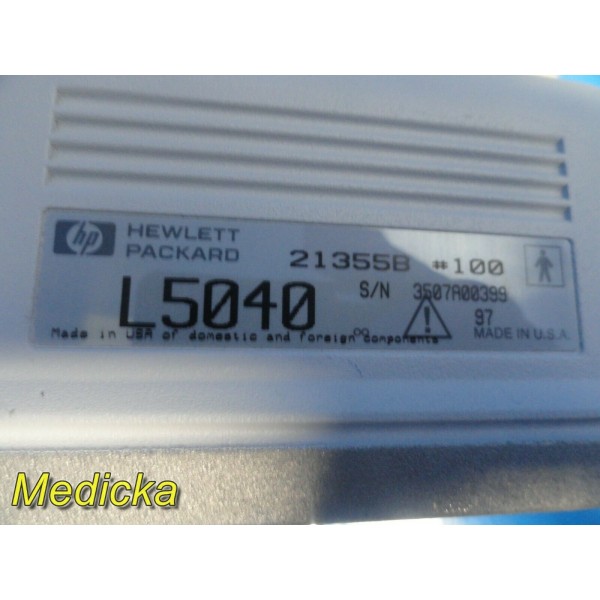 hp HEWLETT PACKARD
21355B #100
L5040
S/N 3507A00399
97
MADE IN U.S.A.
Made in USA of domestic and foreign components
Medicka